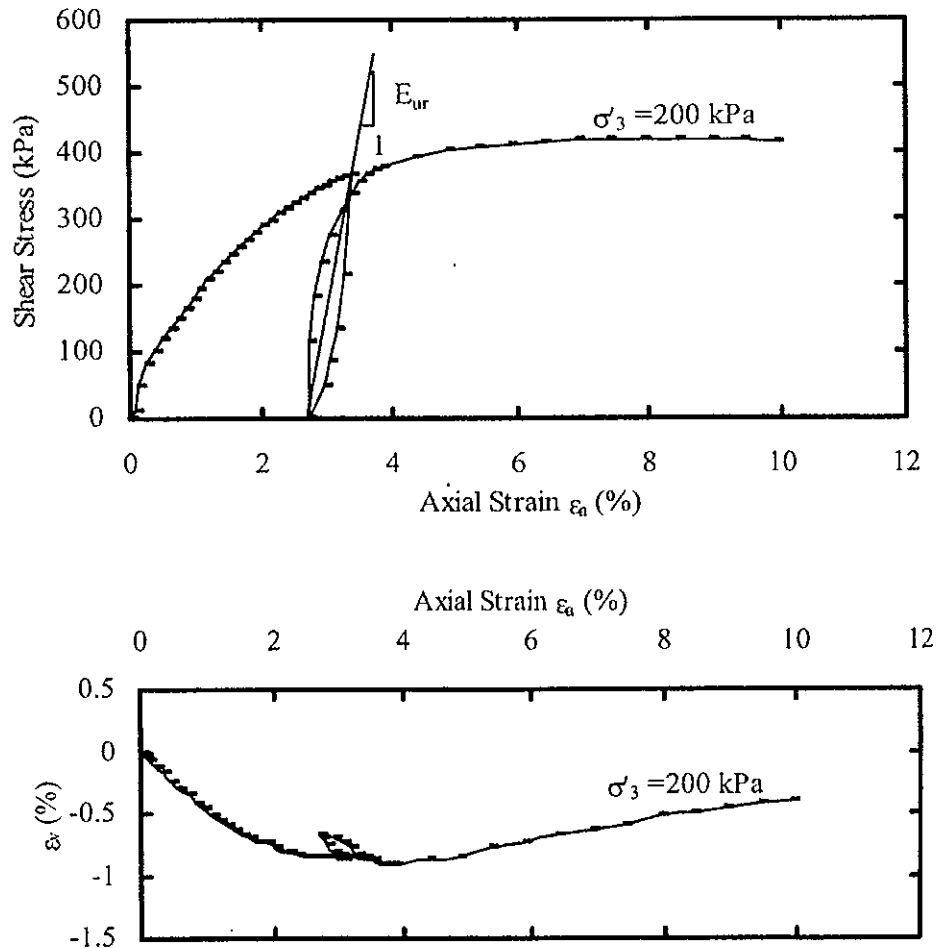 600
500
400
300
200
100
0
Shear Stress (kPa)
E_ur
1
σ'₃ =200 kPa
0 2 4 6 8 10 12
Axial Strain εₐ (%)
Axial Strain εₐ (%)
0 2 4 6 8 10 12
0.5
0
-0.5
-1
-1.5
εᵥ (%)
σ'₃ =200 kPa